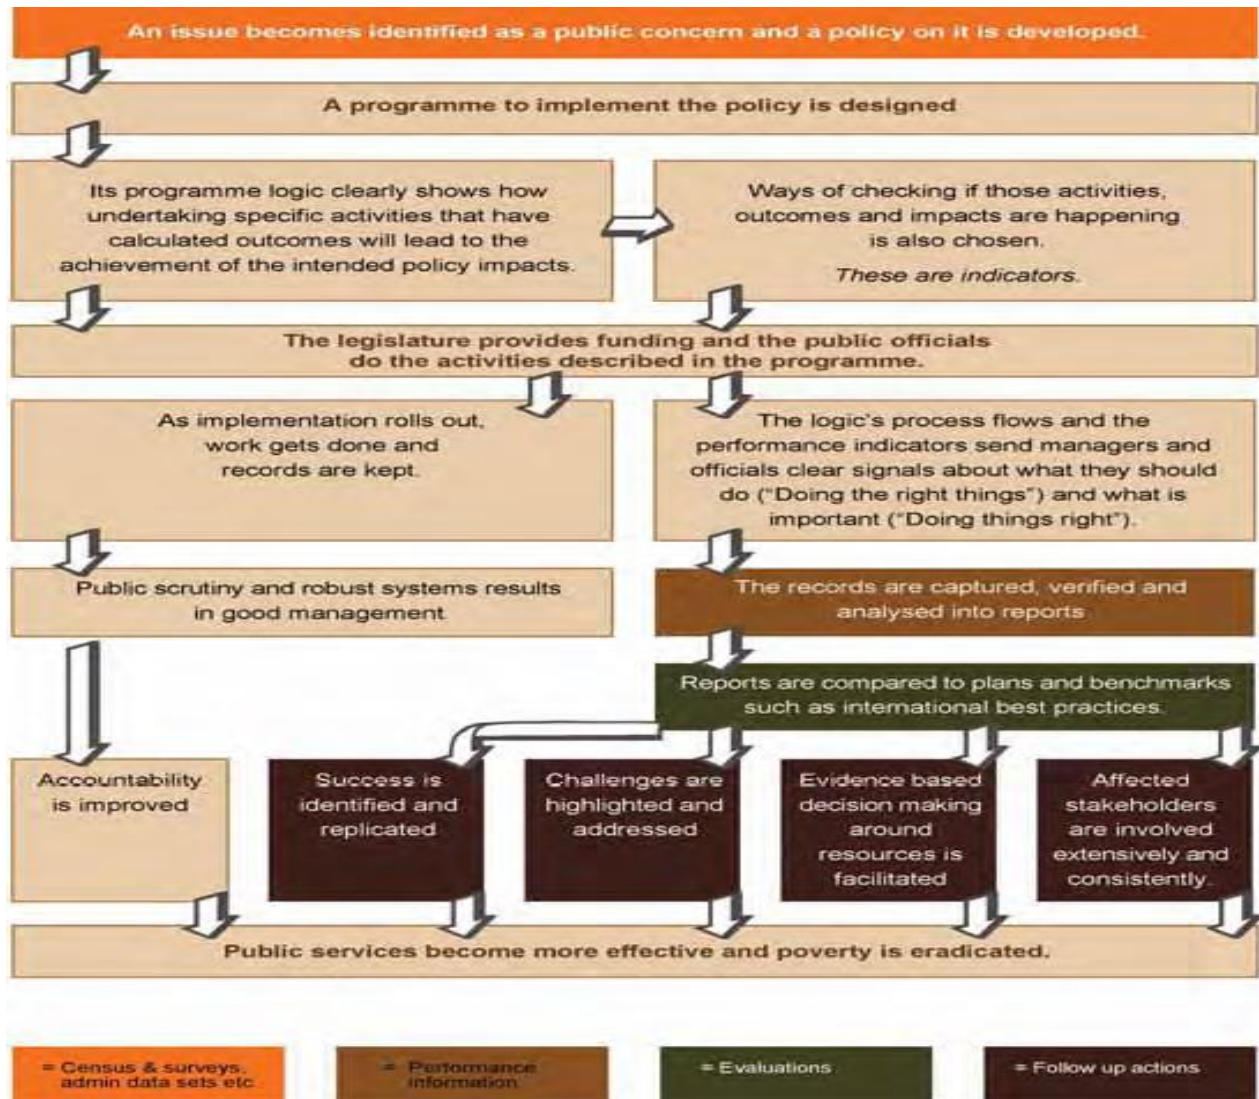 An issue becomes identified as a public concern and a policy on it is developed.
A programme to implement the policy is designed
Its programme logic clearly shows how
undertaking specific activities that have
calculated outcomes will lead to the
achievement of the intended policy impacts.
Ways of checking if those activities,
outcomes and impacts are happening
is also chosen.
These are indicators.
The legislature provides funding and the public officials
do the activities described in the programme.
As implementation rolls out,
work gets done and
records are kept.
The logic's process flows and the
performance indicators send managers and
officials clear signals about what they should
do (“Doing the right things”) and what is
important (“Doing things right”).
Public scrutiny and robust systems results
in good management
The records are captured, verified and
analysed into reports
Reports are compared to plans and benchmarks
such as international best practices.
Accountability
is improved
Success is
identified and
replicated
Challenges are
highlighted and
addressed
Evidence based
decision making
around
resources is
facilitated
Affected
stakeholders
are involved
extensively and
consistently.
Public services become more effective and poverty is eradicated.
= Census & surveys,
admin data sets etc
= Performance
information
= Evaluations
= Follow up actions